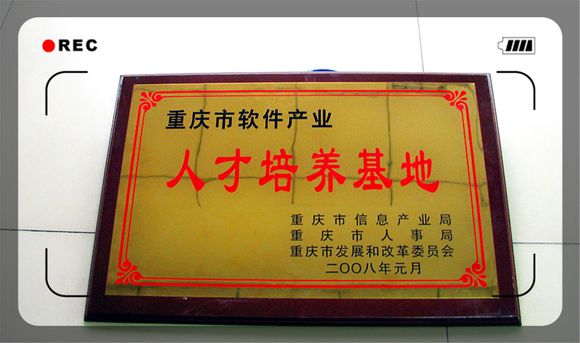 REC
重庆市软件产业
人才培养基地
重庆市信息产业局
重庆市人事局
重庆市发展和改革委员会
二〇〇八年元月